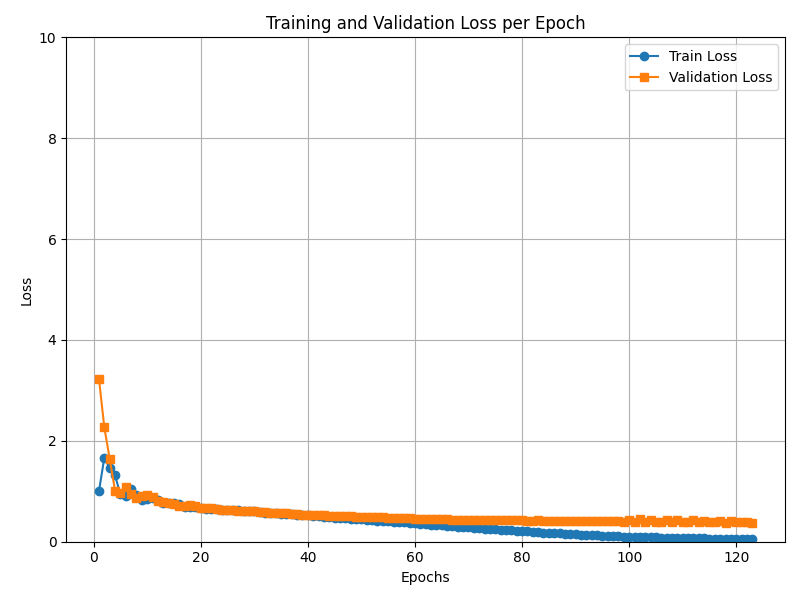 Training and Validation Loss per Epoch
Train Loss
Validation Loss
Loss
10
8
6
4
2
0
0 20 40 60 80 100 120
Epochs